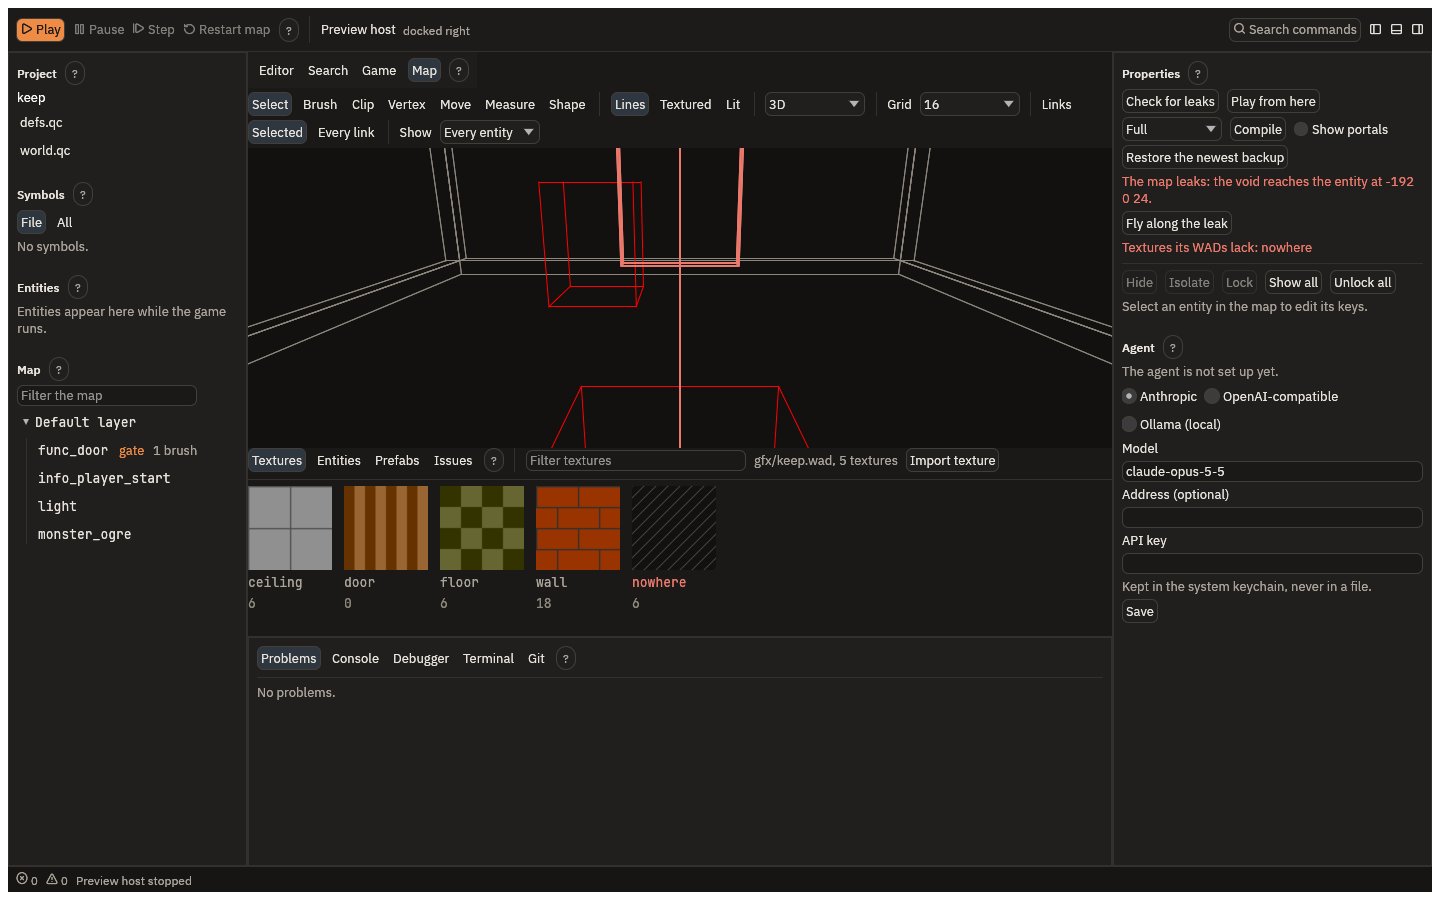 Play Pause Step Restart map ? Preview host docked right Search commands
Project ?
keep
defs.qc
world.qc
Symbols ?
File All
No symbols.
Entities ?
Entities appear here while the game
runs.
Map ?
Filter the map
Default layer
func_door gate 1 brush
info_player_start
light
monster_ogre
Editor Search Game Map ?
Select Brush Clip Vertex Move Measure Shape Lines Textured Lit 3D Grid 16 Links
Selected Every link Show Every entity
Textures Entities Prefabs Issues ? Filter textures gfx/keep.wad, 5 textures Import texture
ceiling door floor wall nowhere
6 0 6 18 6
Problems Console Debugger Terminal Git ?
No problems.
Properties ?
Check for leaks Play from here
Full Compile Show portals
Restore the newest backup
The map leaks: the void reaches the entity at -192
0 24.
Fly along the leak
Textures its WADs lack: nowhere
Hide Isolate Lock Show all Unlock all
Select an entity in the map to edit its keys.
Agent ?
The agent is not set up yet.
Anthropic OpenAI-compatible
Ollama (local)
Model
claude-opus-5-5
Address (optional)
API key
Kept in the system keychain, never in a file.
Save
0 0 Preview host stopped